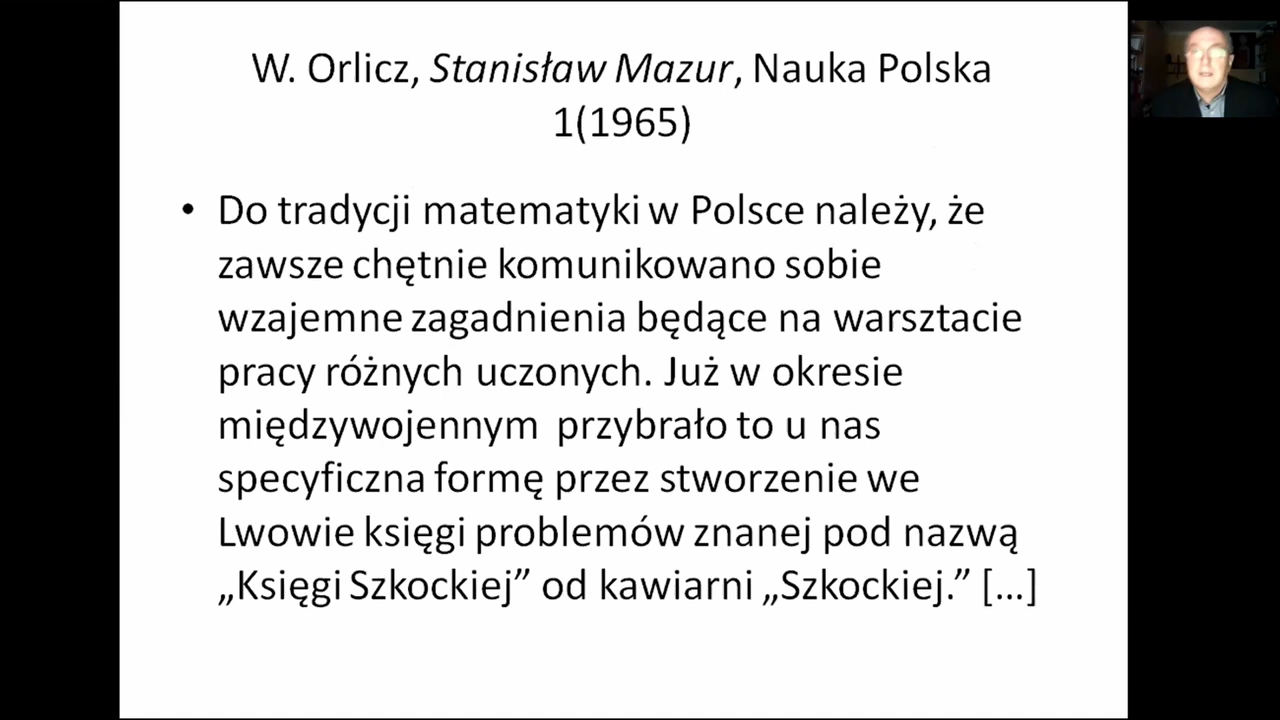 W. Orlicz, Stanisław Mazur, Nauka Polska
1(1965)
• Do tradycji matematyki w Polsce należy, że
zawsze chętnie komunikowano sobie
wzajemne zagadnienia będące na warsztacie
pracy różnych uczonych. Już w okresie
międzywojennym przybrało to u nas
specyficzna formę przez stworzenie we
Lwowie księgi problemów znanej pod nazwą
„Księgi Szkockiej” od kawiarni „Szkockiej.” [...]